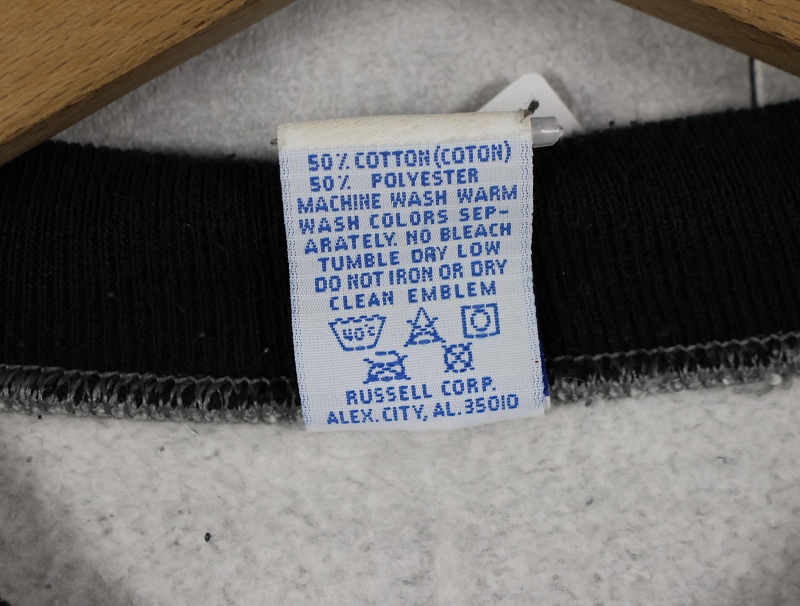 50% COTTON (COTON)
50% POLYESTER
MACHINE WASH WARM
WASH COLORS SEP-
ARATELY. NO BLEACH
TUMBLE DRY LOW
DO NOT IRON OR DRY
CLEAN EMBLEM
40°C
RUSSELL CORP.
ALEX. CITY, AL. 35010